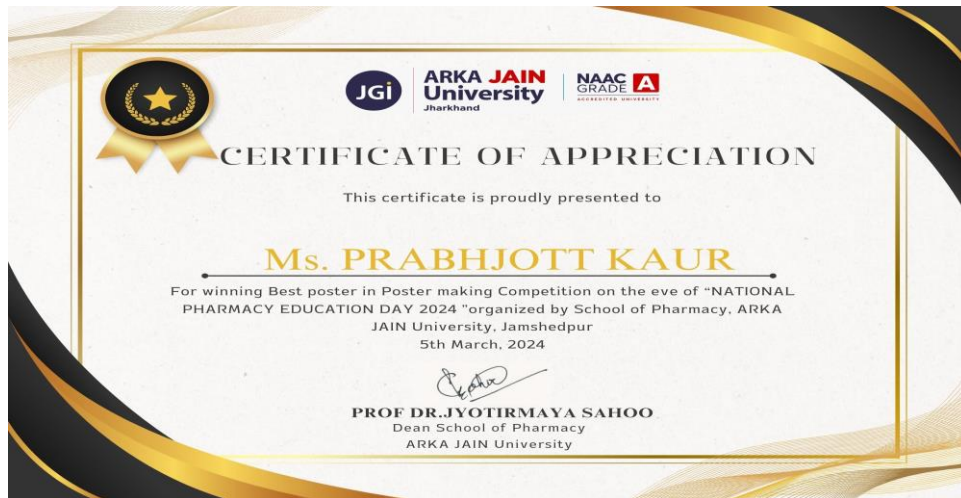 JGi
ARKA JAIN
University
Jharkhand
NAAC
GRADE A
ACCREDITED UNIVERSITY
CERTIFICATE OF APPRECIATION
This certificate is proudly presented to
Ms. PRABHJOTT KAUR
For winning Best poster in Poster making Competition on the eve of “NATIONAL
PHARMACY EDUCATION DAY 2024 "organized by School of Pharmacy, ARKA
JAIN University, Jamshedpur
5th March, 2024
PROF DR.JYOTIRMAYA SAHOO
Dean School of Pharmacy
ARKA JAIN University